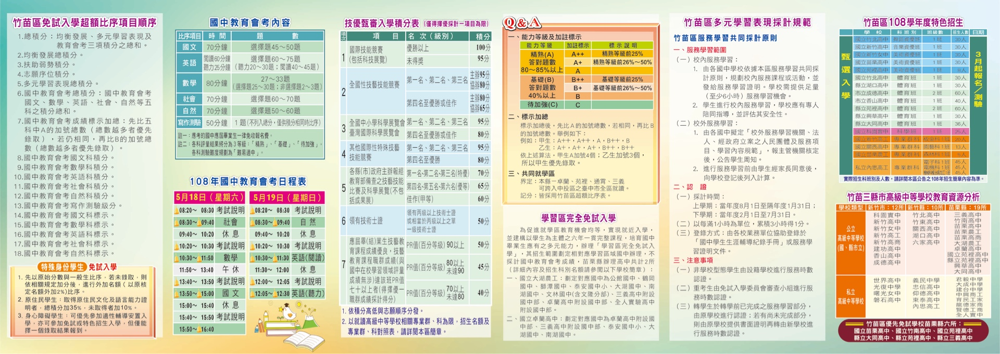 竹苗區免試入學超額比序項目順序
1.總積分：均衡發展、多元學習表現及
教育會考三項積分之總和。
2.均衡發展總積分。
3.扶助弱勢積分。
4.志願序位積分。
5.多元學習表現總積分。
6.國中教育會考總積分：國中教育會考
國文、數學、英語、社會、自然等五
科之積分總和。
7.國中教育會考成績標示加總：先比五
科中A的加號總數（總數越多者優先
錄取），若仍相同，再比B的加號總
數（總數越多者優先錄取）。
8.國中教育會考國文科積分。
9.國中教育會考數學科積分。
10.國中教育會考英語科積分。
11.國中教育會考社會科積分。
12.國中教育會考自然科積分。
13.國中教育會考寫作測驗級分。
14.國中教育會考國文科標示。
15.國中教育會考數學科標示。
16.國中教育會考英語科標示。
17.國中教育會考社會科標示。
18.國中教育會考自然科標示。
特殊身份學生 免試入學
1. 先以原始分數與一般生比序，若未錄取，則
依相關規定加分後，進行外加名額（以原核
定名額外加2%)比序。
2. 原住民學生：取得原住民文化及語言能力證
明者，總積分加35%，未取得者加10%。
3. 身心障礙學生：可優先參加適性輔導安置入
學，亦可參加免試或特色招生入學，但僅能
擇一個錄取結果報到。
國中教育會考內容
比序項目 時間 題數
國文 70分鐘 選擇題45～50題
英語 閱讀60分鐘 聽力25分鐘 選擇題60～75題
（聽力20～30題；閱讀40～45題）
數學 80分鐘 27～33題
（選擇題25～30題；非選擇題2～3題）
社會 70分鐘 選擇題60～70題
自然 70分鐘 選擇題50～60題
寫作測驗 50分鐘 1題(不列入總分，僅供積分相同時比序)
註一：應考的國中應屆畢業生一律免收報名費。
註二：各科評量結果將分為3等級：「精熟」、「基礎」、「待加強」。
各科測驗難度規劃為「難易適中」。
108年國中教育會考日程表
5月18日（星期六） 5月19日（星期日）
08:20～ 08:30 考試說明 08:20～ 08:30 考試說明
08:30～ 09:40 社會 08:30～ 09:40 自然
09:40～ 10:20 休息 09:40～ 10:20 休息
10:20～ 10:30 考試說明 10:20～ 10:30 考試說明
10:30～ 11:50 數學 10:30～ 11:30 英語(閱讀)
11:50～ 13:40 午休 11:30～ 12:00 休息
13:40～ 13:50 考試說明 12:00～ 12:05 考試說明
13:50～ 15:00 國文 12:05～ 12:30 英語(聽力)
15:00～ 15:40 休息
15:40～ 15:50 考試說明
15:50～ 16:40
技優甄審入學積分表（僅得擇優採計一項目為限）
項次 項目 名次（級別） 積分
1 國際技能競賽
(包括科技展覽) 優勝以上 100分
未得獎 95分
2 全國性技藝技能競賽 第一名、第二名、第三名 主辦95分
協辦80分
第四名至優勝或佳作 主辦80分
協辦65分
3 全國中小學科學展覽會
臺灣國際科學展覽會 第一名、第二名、第三名 95分
第四名至優勝或佳作 80分
4 其他國際性特殊技藝
技能競賽 第一名、第二名、第三名 95分
第四名至優勝 80分
5 各縣(市)政府主辦報經
教育部備查之技藝技能
比賽及科學展覽(不包
括成果展) 第一名·第二名·第三名(特優) 70分
第四名·第五名·第六名(優等) 65分
佳作(甲等) 60分
6 領有技術士證 領有丙級以上技術士證
或相當於丙級以上之單
一級技術士證 50分
7 應屆畢(結)業生技藝教
育課程成績優良，技藝
教育課程職群成績(與
國中在校學習領域評量
成績無涉)達該班PR值
七十以上者(得擇優一
職群成績採計得分) PR值(百分等級) 90以上 50分
PR值(百分等級) 80以上
未達90 45分
PR值(百分等級) 70以上
未達80 40分
1. 依積分高低與志願順序分發。
2. 以就讀高級中等學校相關專業群、科為限，招生名額及
專業群、科對照表，請詳閱本區簡章。
Q&A
一、能力等級及加註標示
能力等級 加註標示 標示說明
精熟(A)
答對題數
80～85%以上 A++ 精熟等級前25%
A+ 精熟等級前26%～50%
A
基礎(B)
答對題數
40%以上 B++ 基礎等級前25%
B+ 基礎等級前26%～50%
B
待加強(C) C
二、標示加總
標示加總後，先比A的加號總數，若相同，再比B
的加號總數。舉例如下：
例如：甲生：A++，A++，A，B++，B
乙生：A+，A+，A+，B++，B++
依上述算法，甲生A加號4個；乙生加號3個，
所以甲生優先錄取。
三、共同就學區
界定：本縣－卓蘭、苑裡、通霄、三義
可跨入中投區之臺中市全區就讀。
記分：皆採用竹苗區超額比序表。
學習區完全免試入學
為促進就學區教育機會均等，實現就近入學，
並建構以學生為主體之六年一貫完整課程，培育國中
畢業生應有之多元能力，辦理「學習區完全免試入
學」，其招生範圍劃定相對應學習區域國中辦理，不
採計國中教育會考成績，苗栗縣辦理高中共計2所
（詳細內容及招生科別名額請參閱以下學校簡章）：
一、國立大湖農工：劃定對應國中為公館國中、鶴岡
國中、獅潭國中、泰安國中小、大湖國中、南
湖國中、文林國中(含文隆分部)、三義高中附設
國中部、卓蘭高中附設國中部、全人實驗高中
附設國中部。
二、國立卓蘭高中：劃定對應國中為卓蘭高中附設國
中部、三義高中附設國中部、泰安國中小、大
湖國中、南湖國中。
竹苗區多元學習表現採計規範
竹苗區服務學習共同採計原則
一、服務學習範圍
（一）校內服務學習：
1. 由各國中學校依據本區服務學習共同採
計原則，規劃校內服務課程或活動，並
發給服務學習證明。學校需提供足量
（至少6小時）服務學習機會。
2. 學生進行校內服務學習，學校應有專人
陪同指導，並評估其安全性。
（二）校外服務學習：
1. 由各國中擬定「校外服務學習機關、法
人、經政府立案之人民團體及服務項
目、學習內容規範」，報主管機關核定
後，公告學生周知。
2. 進行服務學習前由學生經家長同意後，
向學校登記後列入計算。
二、認證
（一）採計時間：
上學期：當年度8月1日至隔年度1月31日；
下學期：當年度2月1日至7月31日。
（二）以每滿1小時為單位，累積3小時得1分。
（三）登錄方式：由各校業務單位協助登錄於
「國中學生生涯輔導紀錄手冊」或服務學
習證明文件。
三、注意事項
（一）非學校型態學生由設籍學校進行服務時數
認證。
（二）重考生由免試入學委員會審查小組進行服
務時數認證。
（三）轉學生於轉學前已完成之服務學習部分，
由原學校進行認證；若有尚未完成部分，
則由原學校提供書面證明再轉由新學校進
行服務時數認證。
竹苗區108學年度特色招生
學校 科班別 班級數 招生人數 日期
甄選入學
3月起報名／測驗
國立竹北高中 舞蹈資優班 1班 30人
國立新竹高中 音樂資優班 1班 30人
國立新竹女中 美術資優班 1班 30人
國立苗栗高中 美術資優班 1班 30人
國立苑裡高中 美術資優班 1班 8人
國立竹北高中 體育班 1班 30人
縣立湖口高中 體育班 1班 30人
市立成德高中 體育班 2班 60人
市立香山高中 體育班 1班 40人
縣立苑裡高中 體育班 2班 60人
縣立興華高中 體育班 1班 30人
縣立大同高中 體育班 1班 36人
國立科園實中 科學班 1班 25人
國立新竹高工 專業群科 板金科1班 20人
國立關西高中 專業群科 園藝科1班 13人
國立苗栗農工 專業群科 森林科1班 5人
私立內思高工 專業群科 電子科1班 45人
電機科1班 45人
45人
實際招生科班別及人數，請詳閱本區公告之108年招生簡章內容為準。
竹苗三縣市高級中等學校教育資源分析
學校類型 新竹市：12所 新竹縣：10所 苗栗縣：19所
公立
高級中等學校
(國、縣市立)
科園實中
新竹高中
新竹女中
新竹高工
新竹高商
建功高中
香山高中
成德高中
竹北高中
竹東高中
關西高中
湖口高中
六家高中
三義高中
竹南高中
苗栗高中
苗栗農工
苗栗高商
大湖農工
卓蘭高中
國立苑裡高中
縣立苑裡高中
興華高中
大同高中
私立
高級中等學校
世界高中
光復中學
曙光女中
磐石高中
義民中學
忠信高中
仰德高中
東泰高中
內思高工
君毅中學
大成中學
建台中學
中興商工
育民工家
龍德家商
賢德工商
全人實中
竹苗區優先免試學校苗栗縣六所：
國立苗栗高中、國立竹南高中、國立苑裡高中
縣立大同高中、縣立苑裡高中、縣立三義高中